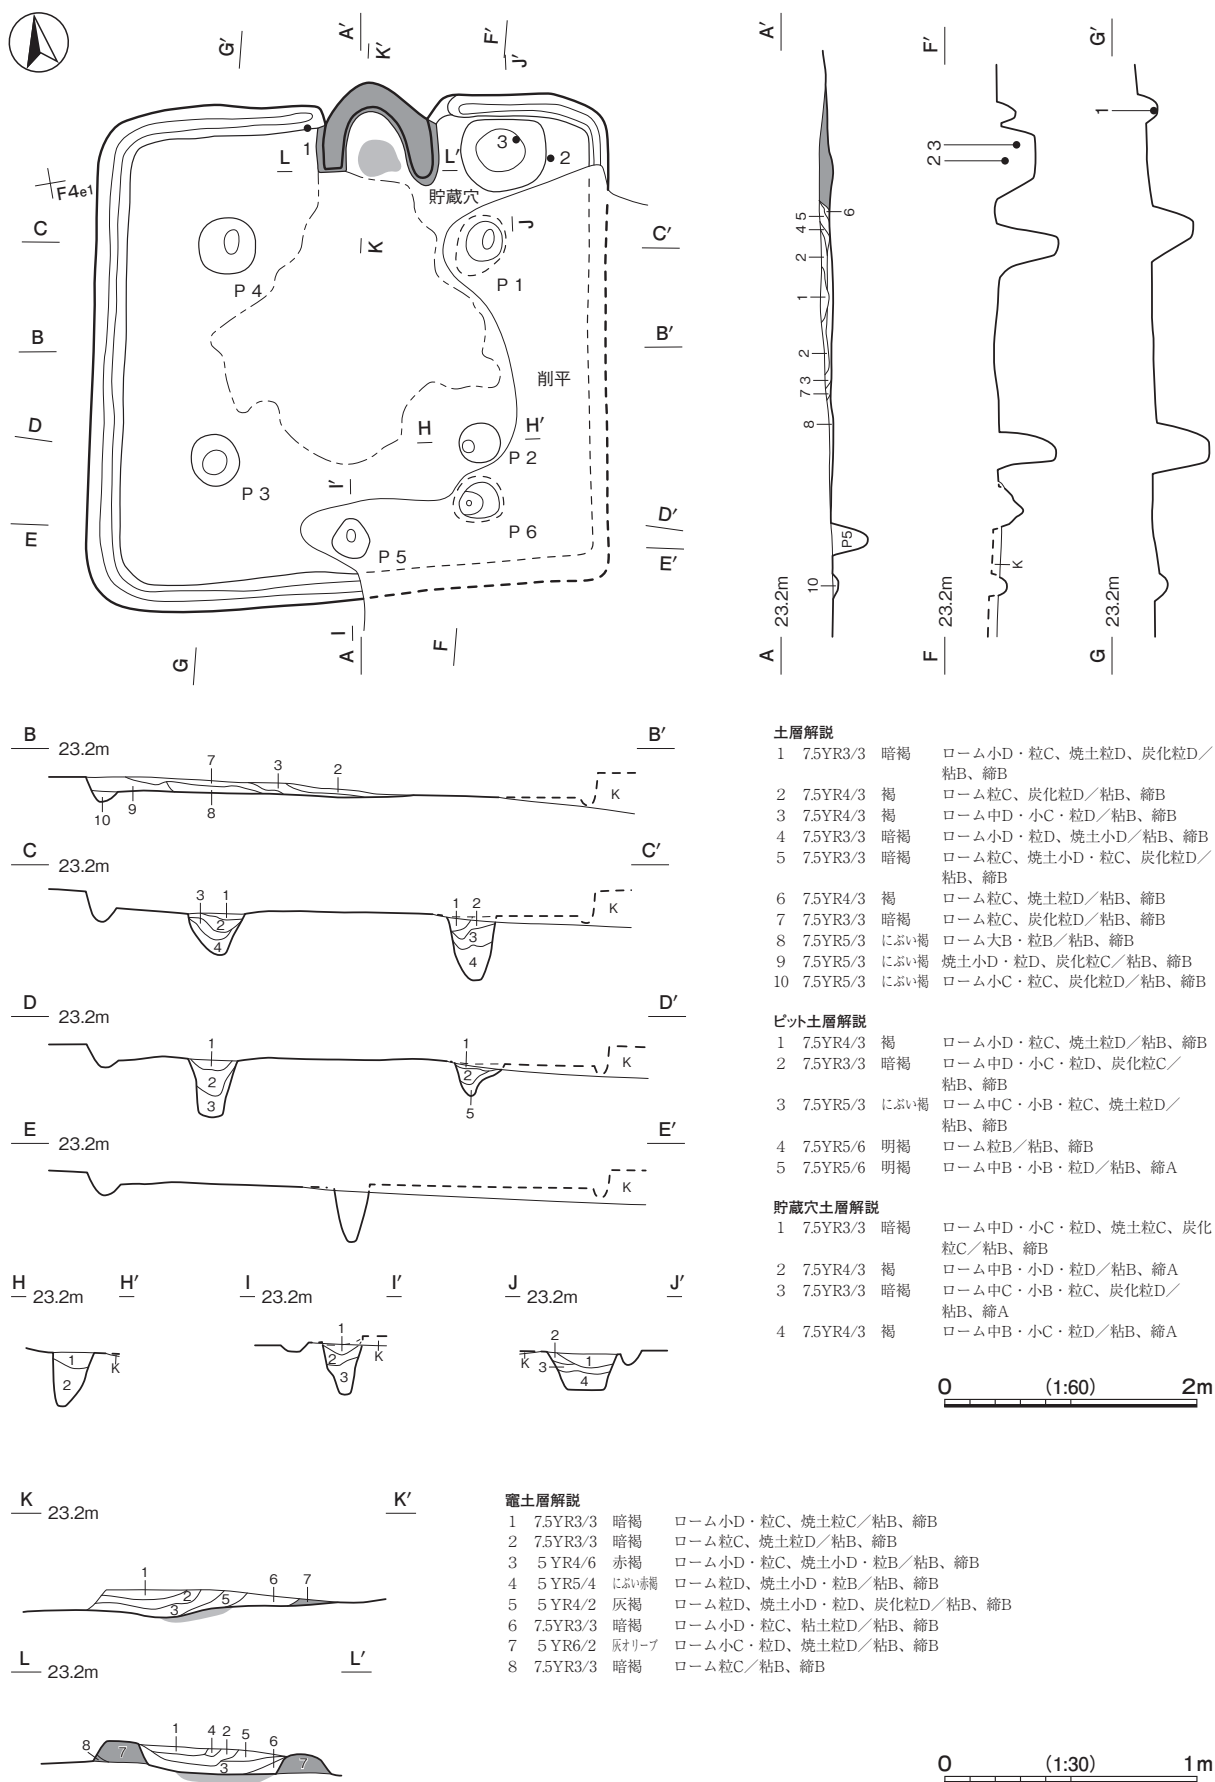 G′
A′
K′
F′
J′
1
L
L′
3
2
貯蔵穴
F4e1
C
C′
J
K
P 4
P 1
B
B′
削平
D
H
H′
P 2
P 3
I′
P 6
D′
E
P 5
E′
G
I
A
F
A′
6
5
4
2
1
2
3
7
8
P5
10
A 23.2m
F′
3
2
K
F 23.2m
G′
1
G 23.2m
B 23.2m B′
7 3 2
K
10 9 8
C 23.2m C′
3 1 1 2
K
2 3
4 4
D 23.2m D′
1 1
K
2 2
3 5
E 23.2m E′
K
H 23.2m H′
1
K
2
I 23.2m I′
1
2 K
3
J 23.2m J′
2
K 3 1
4
土層解説
1 7.5YR3/3 暗褐 ローム小D・粒C、焼土粒D、炭化粒D／
粘B、締B
2 7.5YR4/3 褐 ローム粒C、炭化粒D／粘B、締B
3 7.5YR4/3 褐 ローム中D・小C・粒D／粘B、締B
4 7.5YR3/3 暗褐 ローム小D・粒D、焼土小D／粘B、締B
5 7.5YR3/3 暗褐 ローム粒C、焼土小D・粒C、炭化粒D／
粘B、締B
6 7.5YR4/3 褐 ローム粒C、焼土粒D／粘B、締B
7 7.5YR3/3 暗褐 ローム粒C、炭化粒D／粘B、締B
8 7.5YR5/3 にぶい褐 ローム大B・粒B／粘B、締B
9 7.5YR5/3 にぶい褐 焼土小D・粒D、炭化粒C／粘B、締B
10 7.5YR5/3 にぶい褐 ローム小C・粒C、炭化粒D／粘B、締B
ピット土層解説
1 7.5YR4/3 褐 ローム小D・粒C、焼土粒D／粘B、締B
2 7.5YR3/3 暗褐 ローム中D・小C・粒D、炭化粒C／
粘B、締B
3 7.5YR5/3 にぶい褐 ローム中C・小B・粒C、焼土粒D／
粘B、締B
4 7.5YR5/6 明褐 ローム粒B／粘B、締B
5 7.5YR5/6 明褐 ローム中B・小B・粒D／粘B、締A
貯蔵穴土層解説
1 7.5YR3/3 暗褐 ローム中D・小C・粒D、焼土粒C、炭化
粒C／粘B、締B
2 7.5YR4/3 褐 ローム中B・小D・粒D／粘B、締A
3 7.5YR3/3 暗褐 ローム中C・小B・粒C、炭化粒D／
粘B、締A
4 7.5YR4/3 褐 ローム中B・小C・粒D／粘B、締A
0 (1:60) 2m
K 23.2m K′
1 2 3 5 6 7
L 23.2m L′
8 7 1 4 2 5 3 6 7
竈土層解説
1 7.5YR3/3 暗褐 ローム小D・粒C、焼土粒C／粘B、締B
2 7.5YR3/3 暗褐 ローム粒C、焼土粒D／粘B、締B
3 5 YR4/6 赤褐 ローム小D・粒C、焼土小D・粒B／粘B、締B
4 5 YR5/4 にぶい赤褐 ローム粒D、焼土小D・粒B／粘B、締B
5 5 YR4/2 灰褐 ローム粒D、焼土小D・粒D、炭化粒D／粘B、締B
6 7.5YR3/3 暗褐 ローム小D・粒C、粘土粒D／粘B、締B
7 5 YR6/2 灰オリーブ ローム小C・粒D、焼土粒D／粘B、締B
8 7.5YR3/3 暗褐 ローム粒C／粘B、締B
0 (1:30) 1m